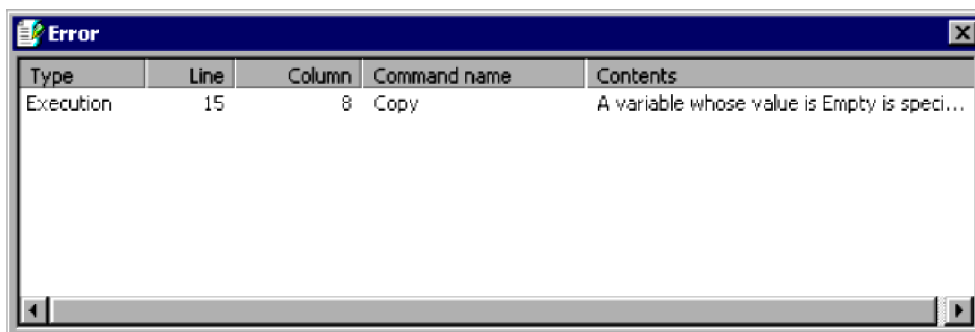 Error
Type Line Column Command name Contents
Execution 15 8 Copy A variable whose value is Empty is speci...